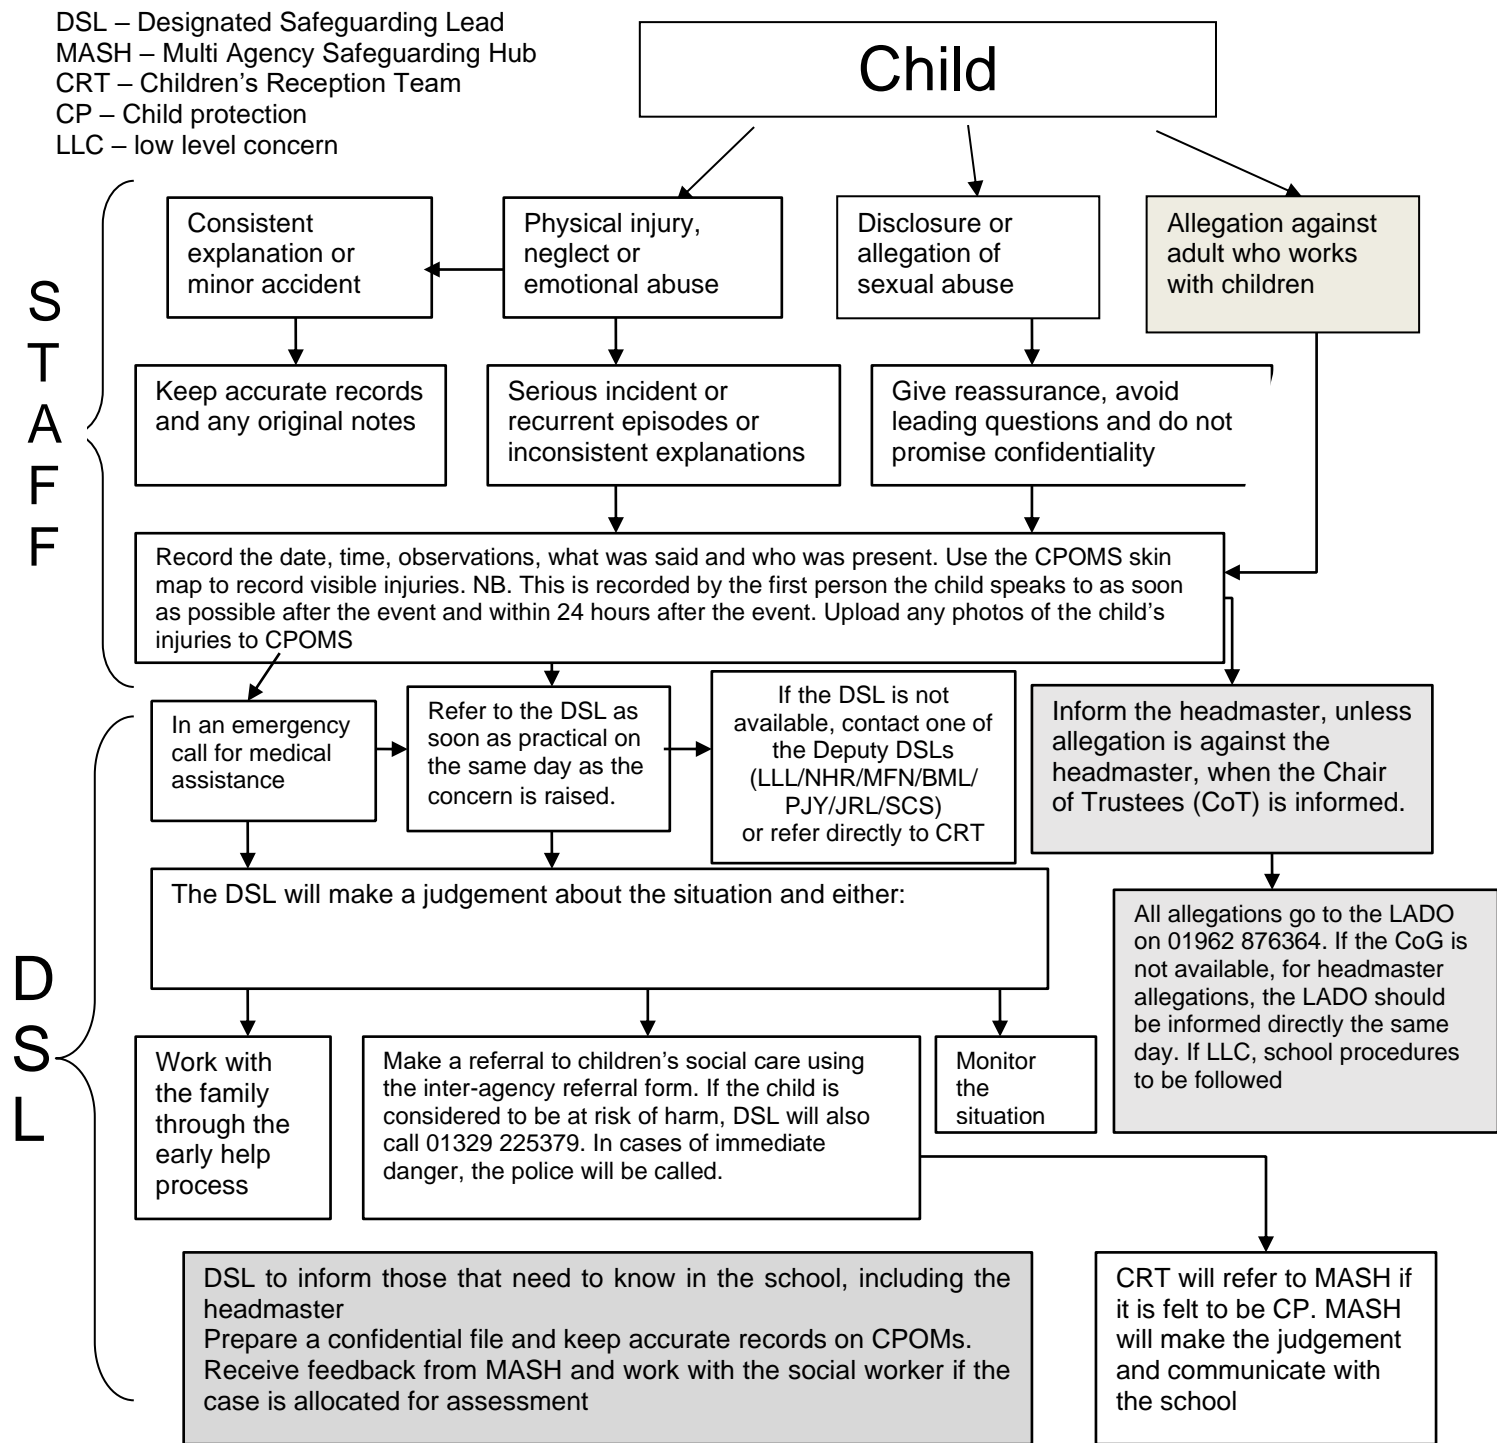 DSL – Designated Safeguarding Lead
MASH – Multi Agency Safeguarding Hub
CRT – Children’s Reception Team
CP – Child protection
LLC – low level concern
Child
S
T
A
F
F
Consistent
explanation or
minor accident
Physical injury,
neglect or
emotional abuse
Disclosure or
allegation of
sexual abuse
Allegation against
adult who works
with children
Keep accurate records
and any original notes
Serious incident or
recurrent episodes or
inconsistent explanations
Give reassurance, avoid
leading questions and do not
promise confidentiality
Record the date, time, observations, what was said and who was present. Use the CPOMS skin
map to record visible injuries. NB. This is recorded by the first person the child speaks to as soon
as possible after the event and within 24 hours after the event. Upload any photos of the child’s
injuries to CPOMS
In an emergency
call for medical
assistance
Refer to the DSL as
soon as practical on
the same day as the
concern is raised.
If the DSL is not
available, contact one of
the Deputy DSLs
(LLL/NHR/MFN/BML/
PJY/JRL/SCS)
or refer directly to CRT
Inform the headmaster, unless
allegation is against the
headmaster, when the Chair
of Trustees (CoT) is informed.
D
S
L
The DSL will make a judgement about the situation and either:
All allegations go to the LADO
on 01962 876364. If the CoG is
not available, for headmaster
allegations, the LADO should
be informed directly the same
day. If LLC, school procedures
to be followed
Work with
the family
through the
early help
process
Make a referral to children’s social care using
the inter-agency referral form. If the child is
considered to be at risk of harm, DSL will also
call 01329 225379. In cases of immediate
danger, the police will be called.
Monitor
the
situation
DSL to inform those that need to know in the school, including the
headmaster
Prepare a confidential file and keep accurate records on CPOMs.
Receive feedback from MASH and work with the social worker if the
case is allocated for assessment
CRT will refer to MASH if
it is felt to be CP. MASH
will make the judgement
and communicate with
the school